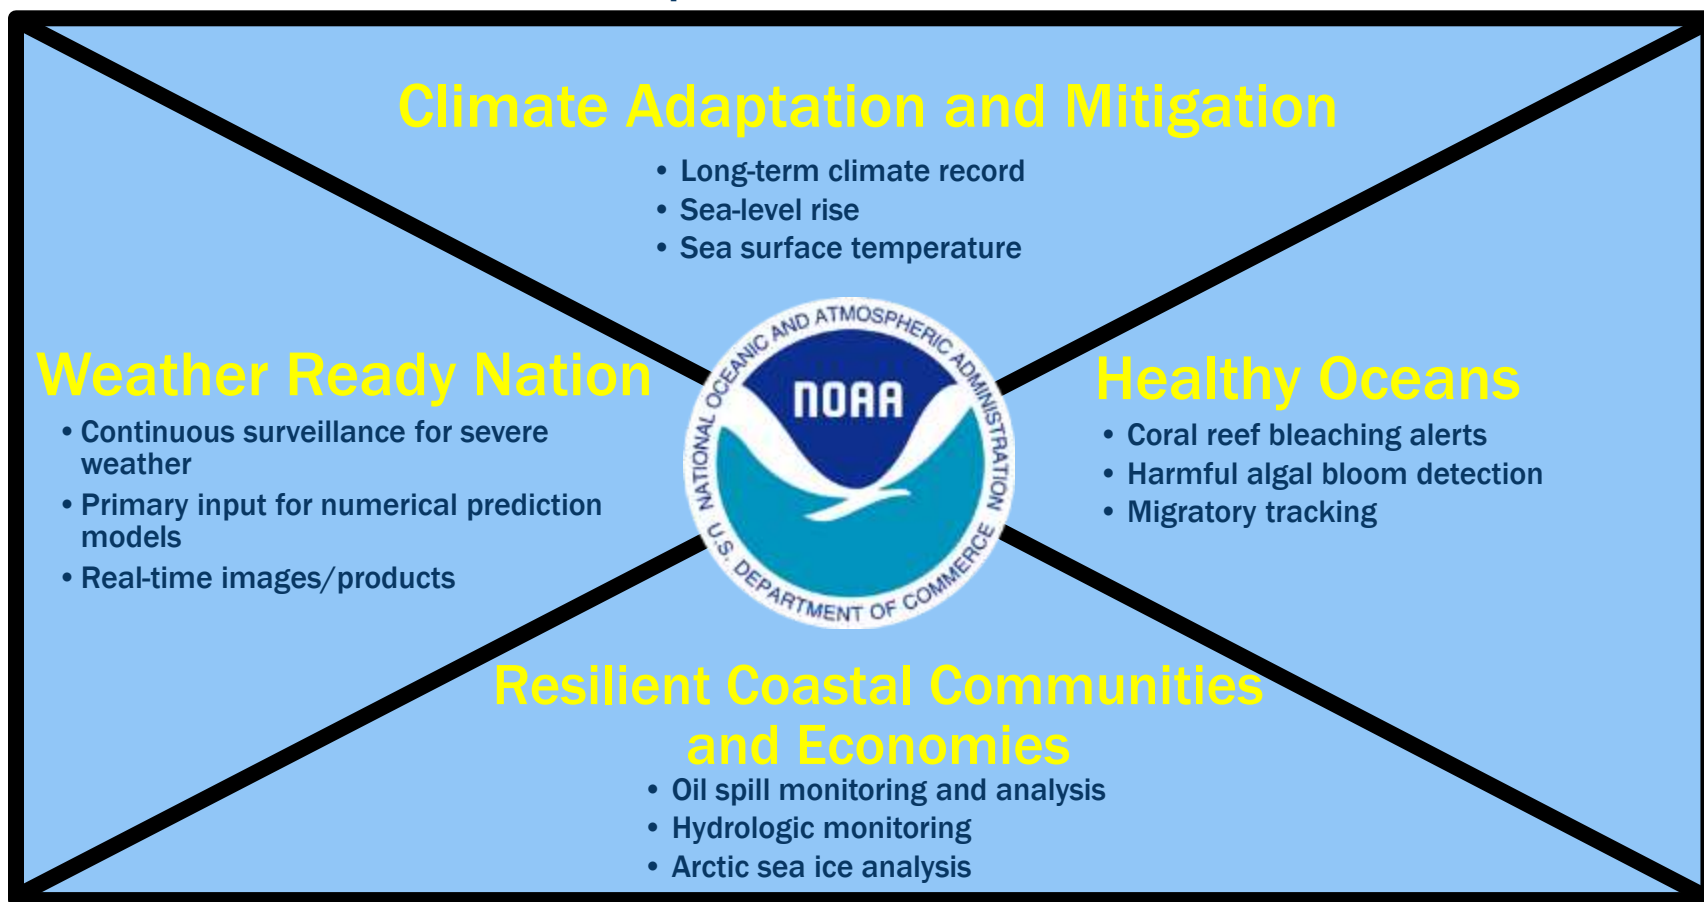 Climate Adaptation and Mitigation
• Long-term climate record
• Sea-level rise
• Sea surface temperature
Weather Ready Nation
• Continuous surveillance for severe
weather
• Primary input for numerical prediction
models
• Real-time images/products
NATIONAL OCEANIC AND ATMOSPHERIC ADMINISTRATION
NOAA
U.S. DEPARTMENT OF COMMERCE
Healthy Oceans
• Coral reef bleaching alerts
• Harmful algal bloom detection
• Migratory tracking
Resilient Coastal Communities
and Economies
• Oil spill monitoring and analysis
• Hydrologic monitoring
• Arctic sea ice analysis